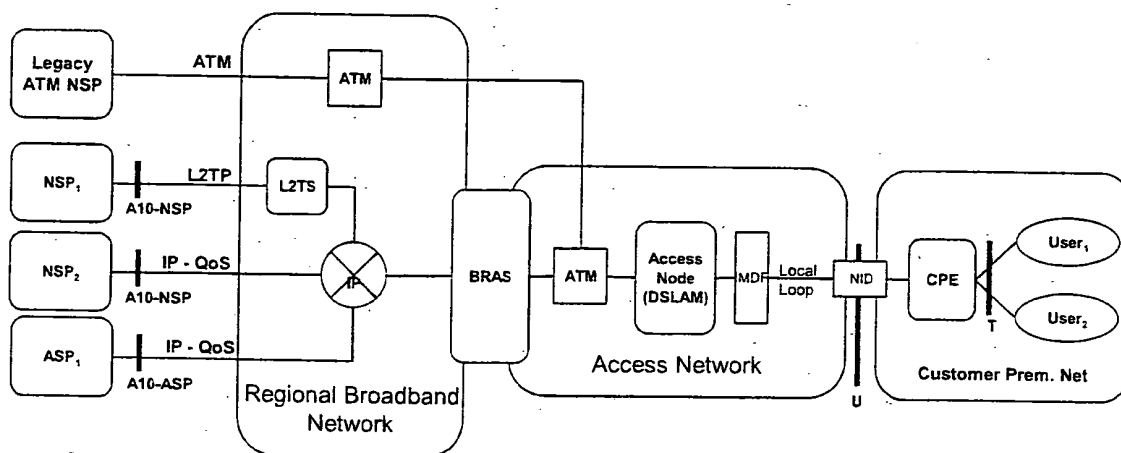 Legacy
ATM NSP
ATM
ATM
NSP1
A10-NSP
L2TP
L2TS
NSP2
A10-NSP
IP - QoS
IP
ASP1
A10-ASP
IP - QoS
Regional Broadband
Network
BRAS
ATM
Access
Node
(DSLAM)
MDF
Local
Loop
Access Network
NID
U
CPE
T
User1
User2
Customer Prem. Net